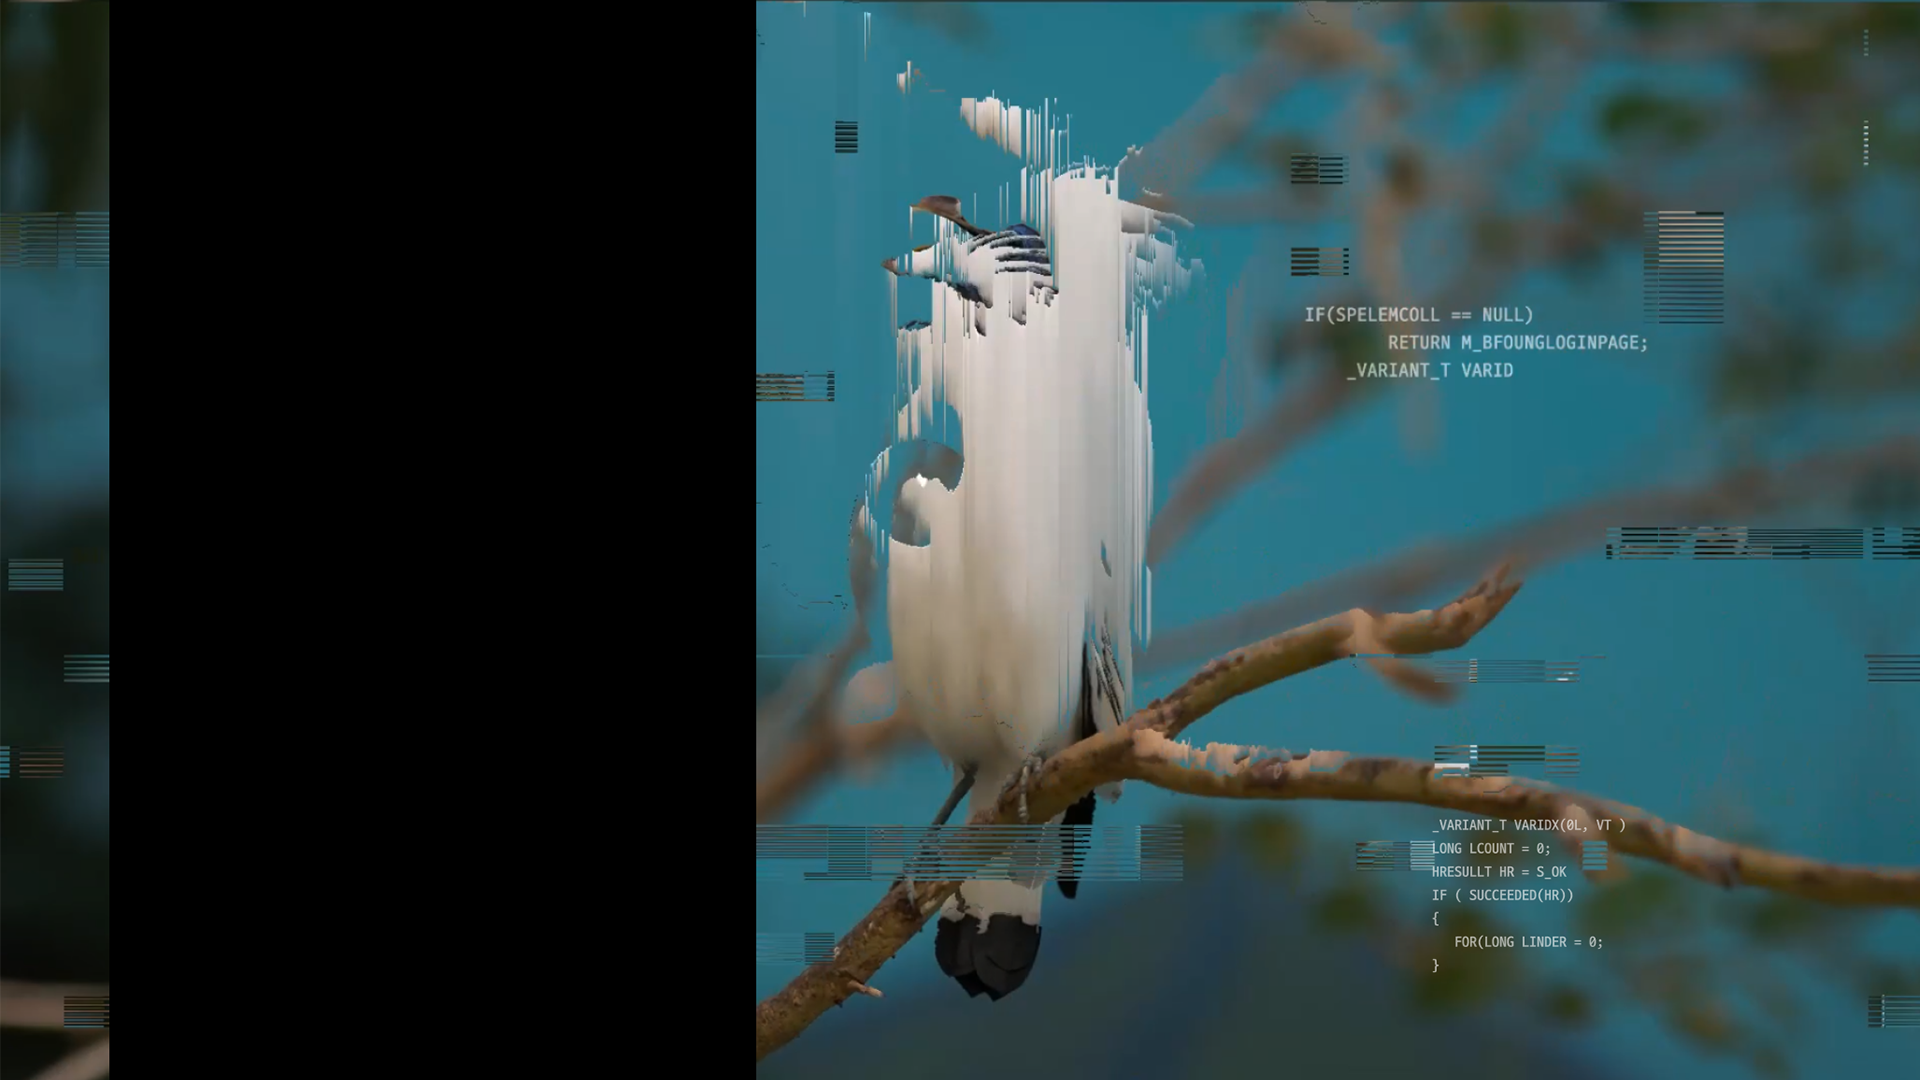 IF(SPELEMCOLL == NULL)
RETURN M_BFOUNGLOGINPAGE;
_VARIANT_T VARID
_VARIANT_T VARIDX(0L, VT )
LONG LCOUNT = 0;
HRESULLT HR = S_OK
IF ( SUCCEEDED(HR))
{
FOR(LONG LINDER = 0;
}